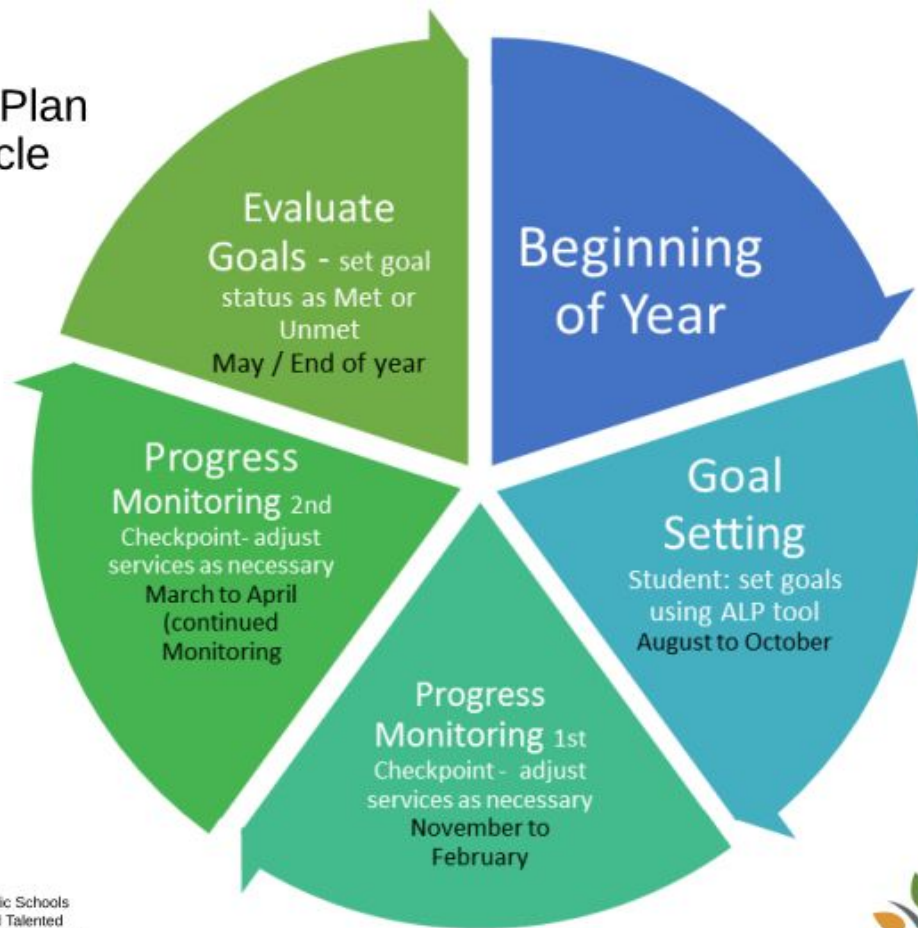 Plan
cle
Evaluate
Goals - set goal
status as Met or
Unmet
May / End of year
Beginning
of Year
Goal
Setting
Student: set goals
using ALP tool
August to October
Progress
Monitoring 1st
Checkpoint - adjust
services as necessary
November to
February
Progress
Monitoring 2nd
Checkpoint- adjust
services as necessary
March to April
(continued
Monitoring
ic Schools
Talented